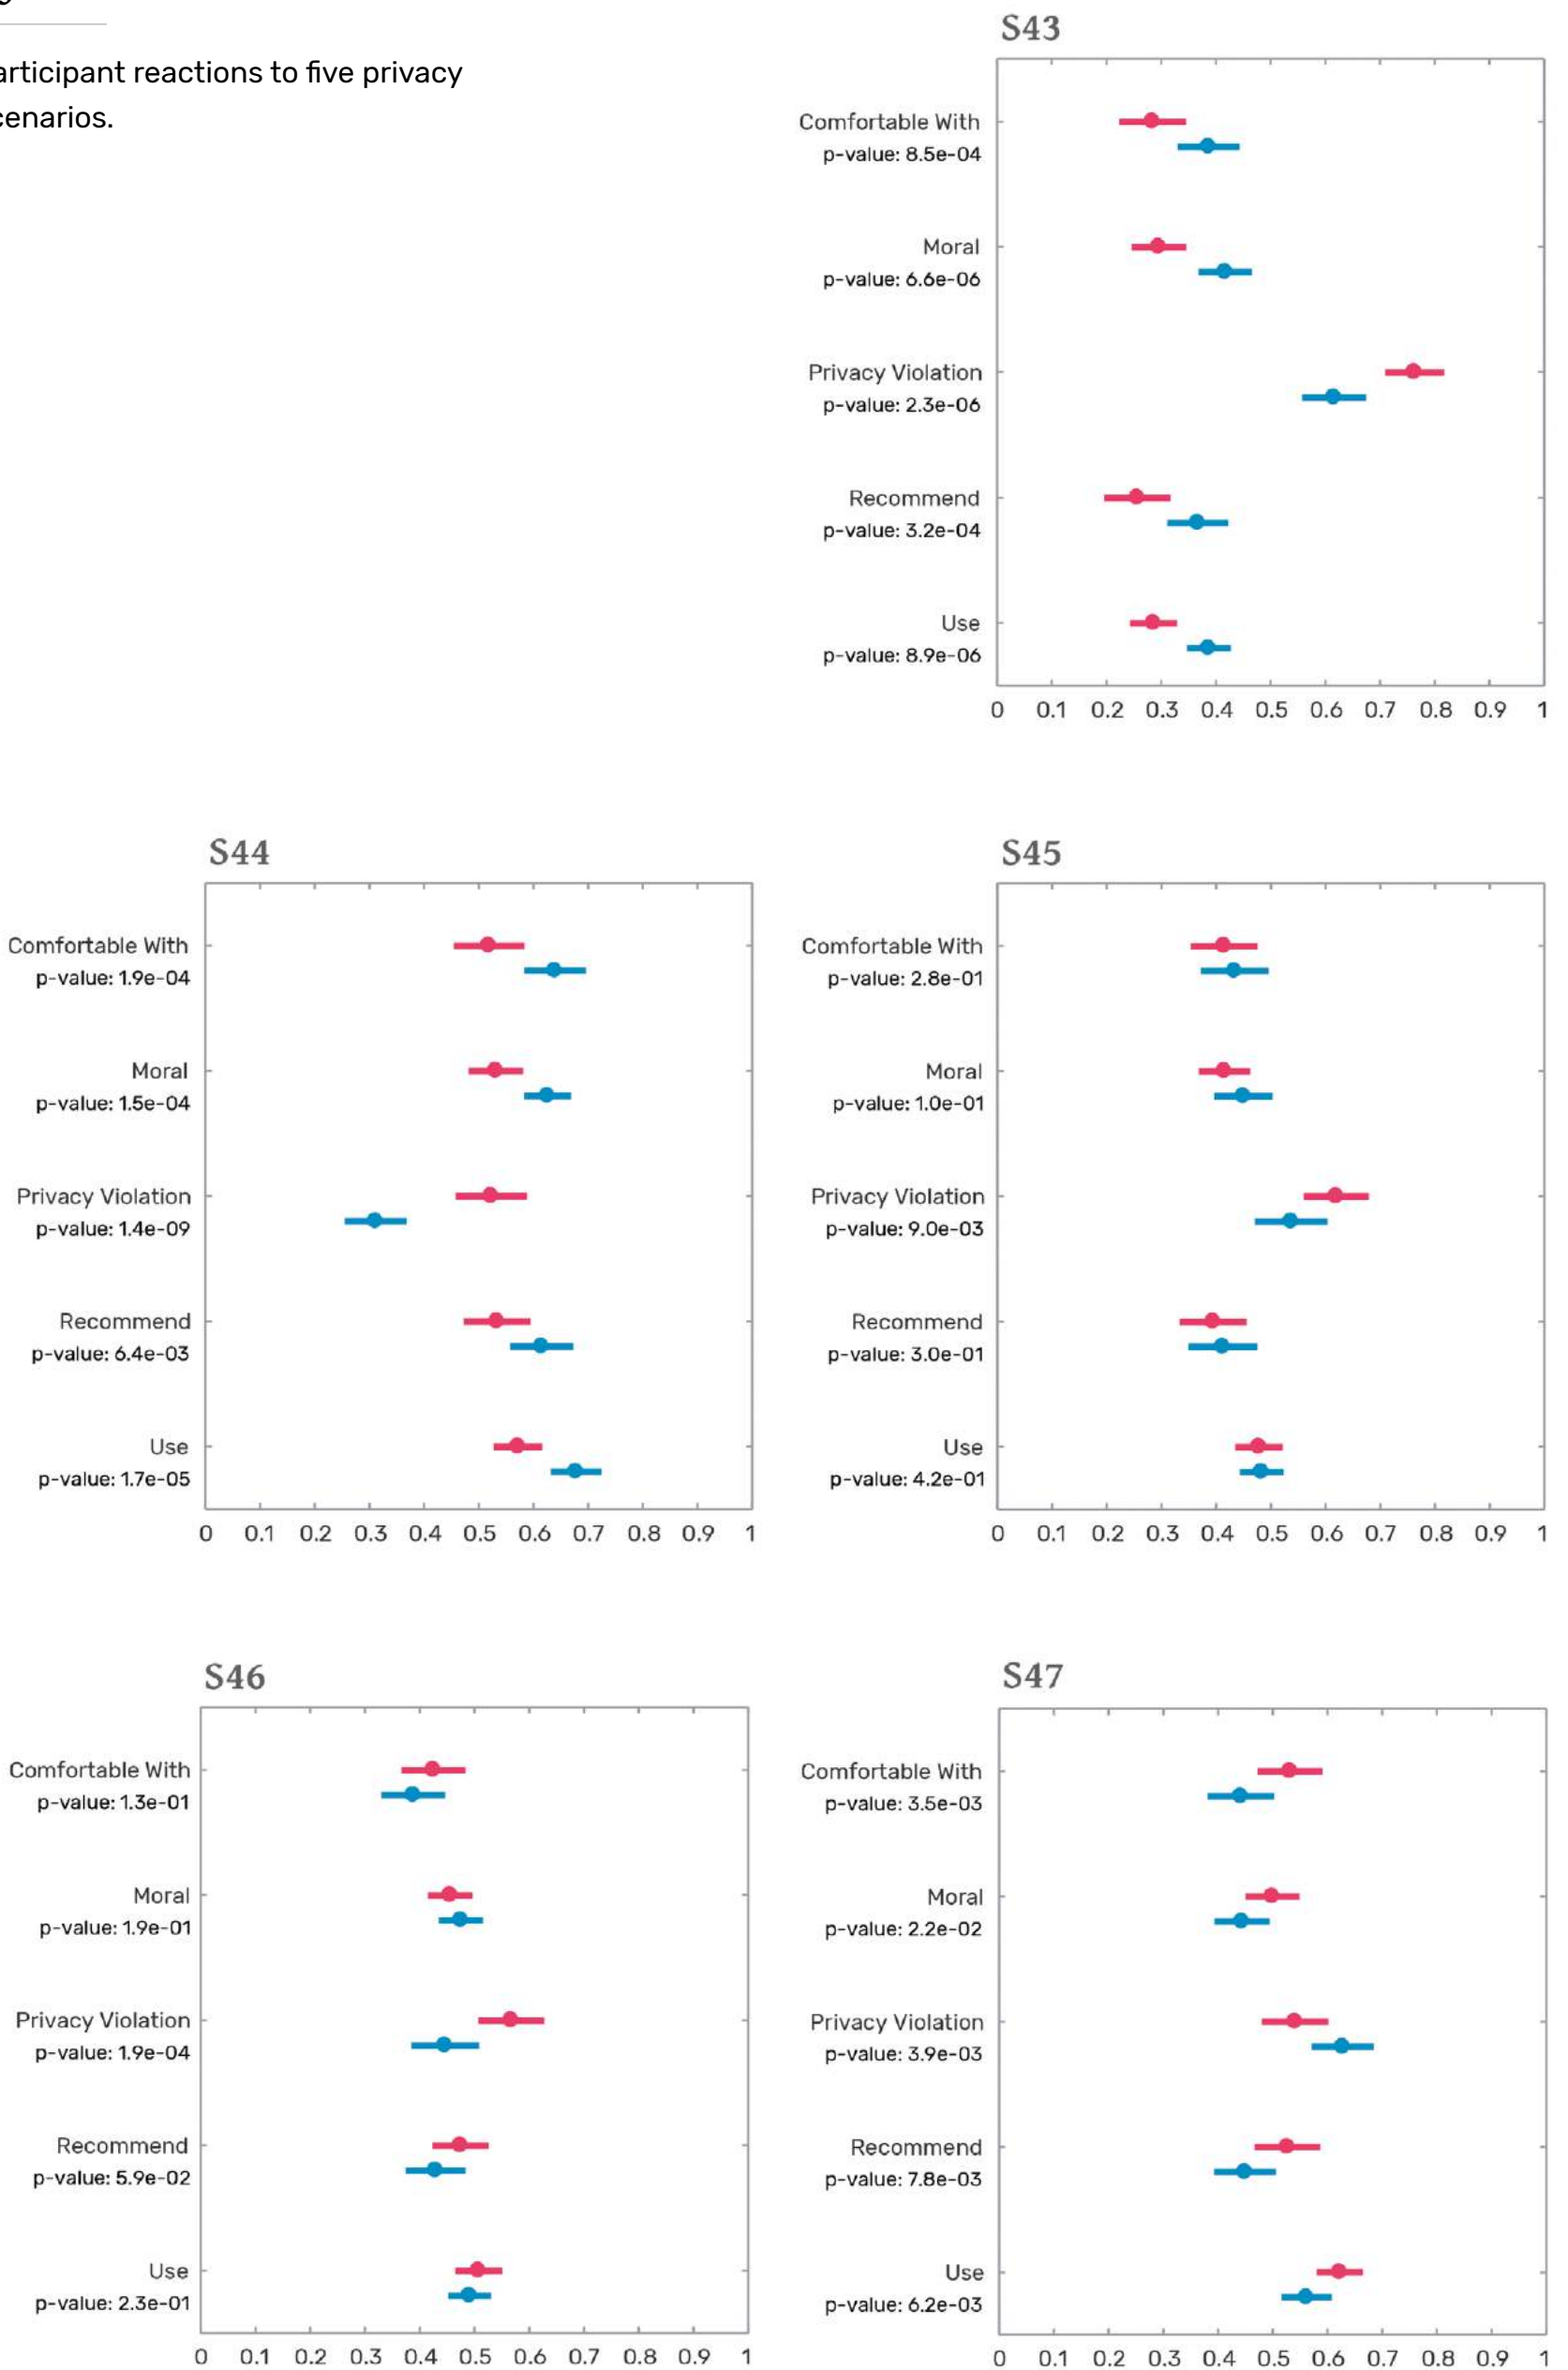 articipant reactions to five privacy
cenarios.
S43
Comfortable With
p-value: 8.5e-04
Moral
p-value: 6.6e-06
Privacy Violation
p-value: 2.3e-06
Recommend
p-value: 3.2e-04
Use
p-value: 8.9e-06
0 0.1 0.2 0.3 0.4 0.5 0.6 0.7 0.8 0.9 1
S44
Comfortable With
p-value: 1.9e-04
Moral
p-value: 1.5e-04
Privacy Violation
p-value: 1.4e-09
Recommend
p-value: 6.4e-03
Use
p-value: 1.7e-05
0 0.1 0.2 0.3 0.4 0.5 0.6 0.7 0.8 0.9 1
S45
Comfortable With
p-value: 2.8e-01
Moral
p-value: 1.0e-01
Privacy Violation
p-value: 9.0e-03
Recommend
p-value: 3.0e-01
Use
p-value: 4.2e-01
0 0.1 0.2 0.3 0.4 0.5 0.6 0.7 0.8 0.9 1
S46
Comfortable With
p-value: 1.3e-01
Moral
p-value: 1.9e-01
Privacy Violation
p-value: 1.9e-04
Recommend
p-value: 5.9e-02
Use
p-value: 2.3e-01
0 0.1 0.2 0.3 0.4 0.5 0.6 0.7 0.8 0.9 1
S47
Comfortable With
p-value: 3.5e-03
Moral
p-value: 2.2e-02
Privacy Violation
p-value: 3.9e-03
Recommend
p-value: 7.8e-03
Use
p-value: 6.2e-03
0 0.1 0.2 0.3 0.4 0.5 0.6 0.7 0.8 0.9 1